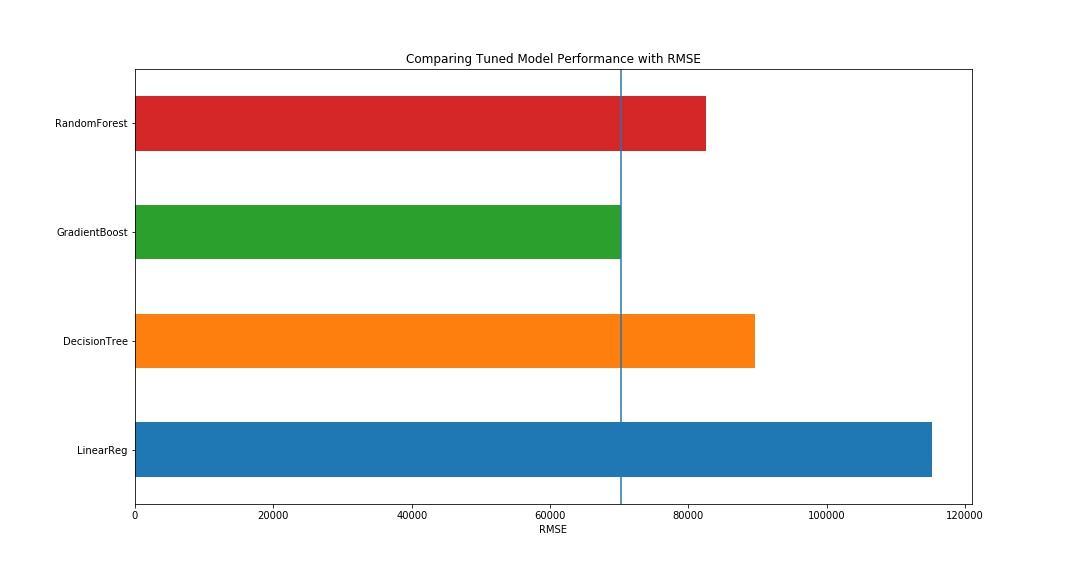 Comparing Tuned Model Performance with RMSE
RandomForest
GradientBoost
DecisionTree
LinearReg
0 20000 40000 60000 80000 100000 120000
RMSE